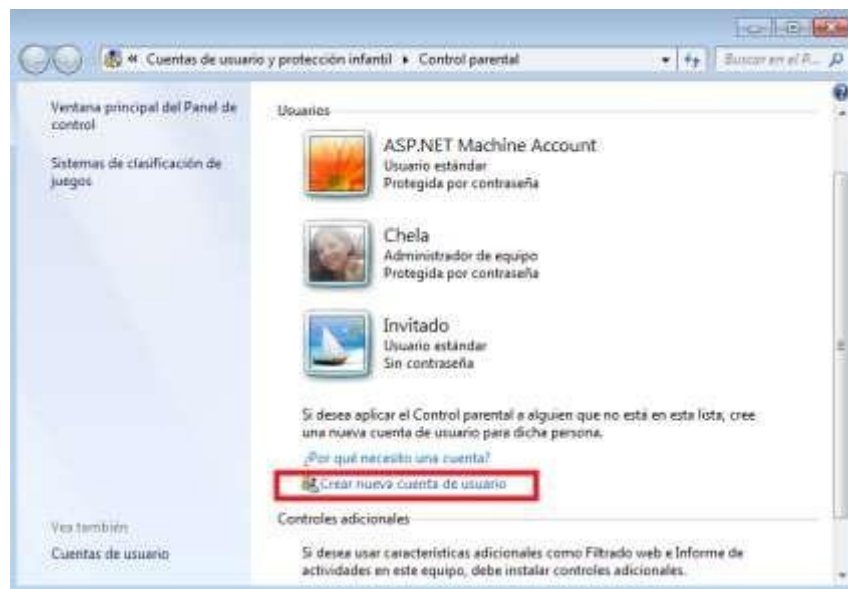 « Cuentas de usuario y protección infantil ▸ Control parental
Buscar en el P...
Ventana principal del Panel de
control
Sistemas de clasificación de
juegos
Usuarios
ASP.NET Machine Account
Usuario estándar
Protegida por contraseña
Chela
Administrador de equipo
Protegida por contraseña
Invitado
Usuario estándar
Sin contraseña
Si desea aplicar el Control parental a alguien que no está en esta lista, cree
una nueva cuenta de usuario para dicha persona.
¿Por qué necesito una cuenta?
Crear nueva cuenta de usuario
Controles adicionales
Si desea usar características adicionales como Filtrado web e Informe de
actividades en este equipo, debe instalar controles adicionales.
Vea también
Cuentas de usuario